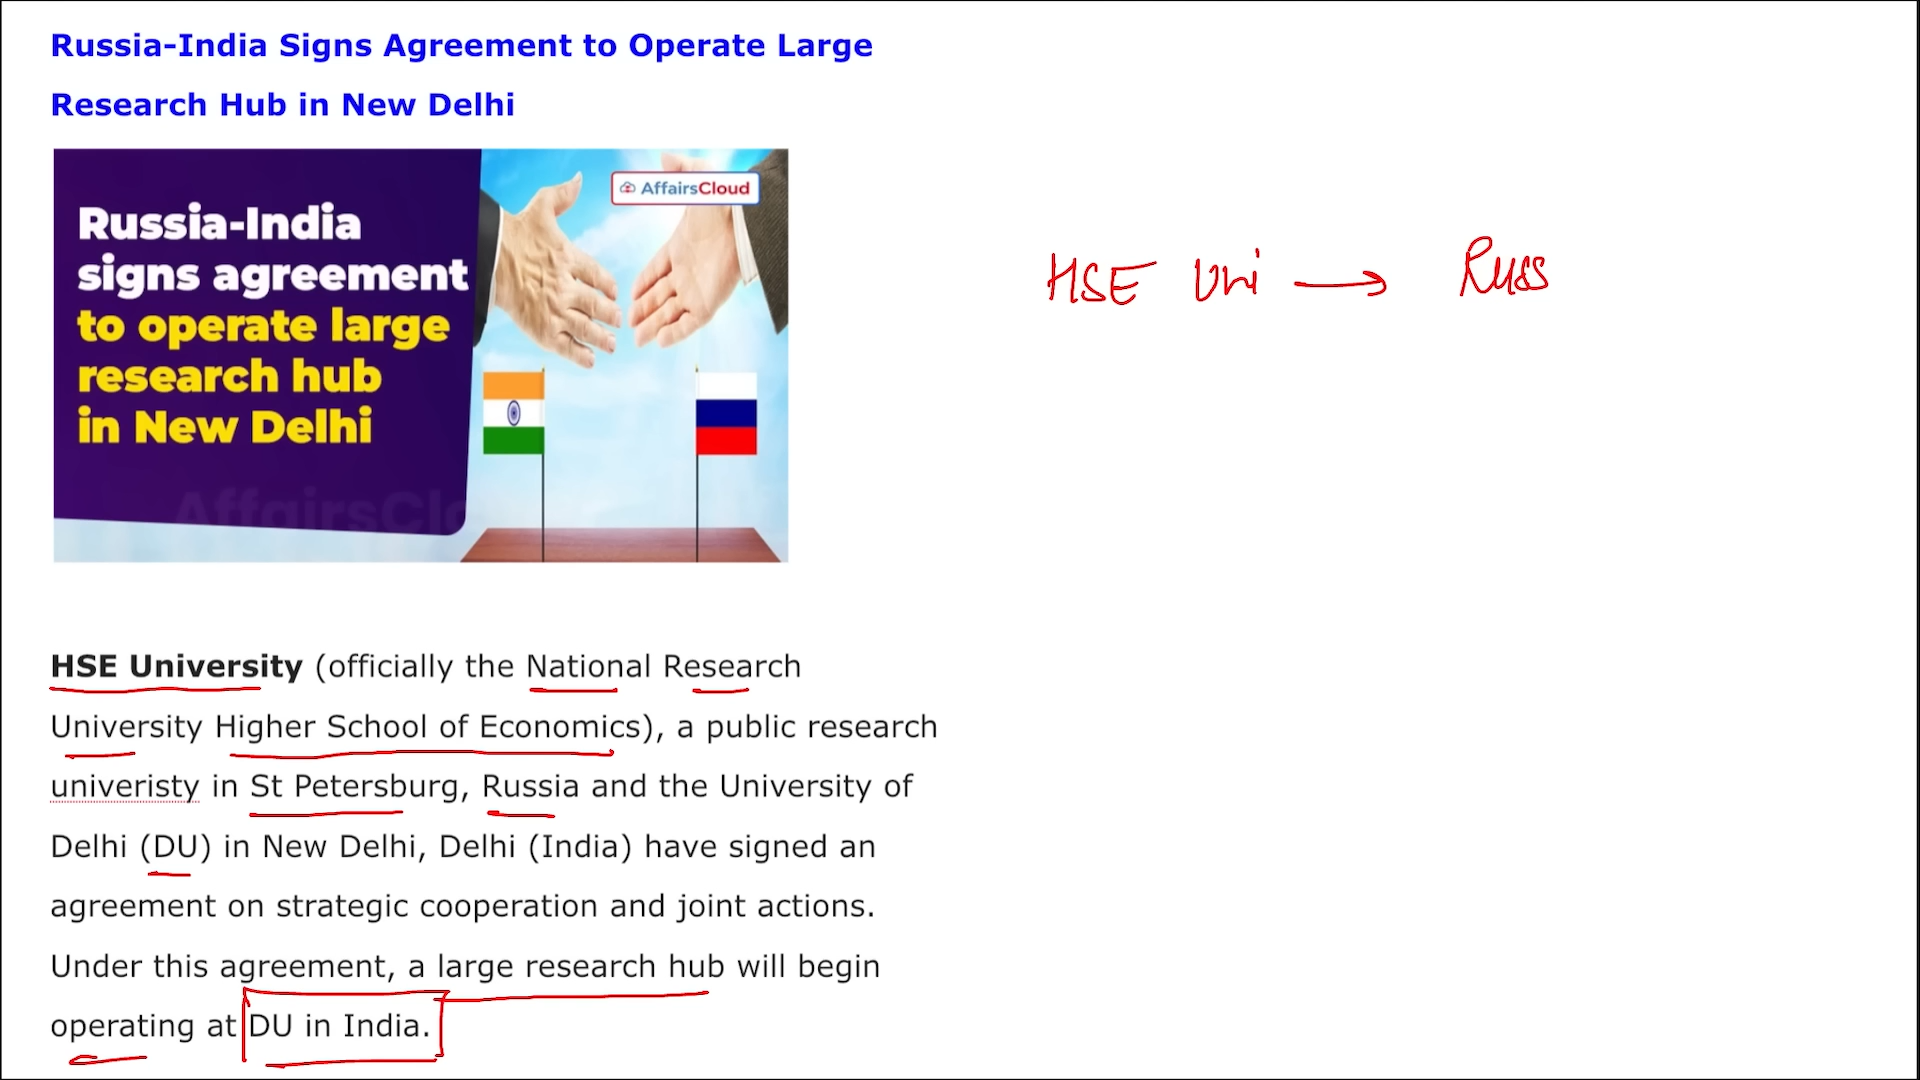 Russia-India Signs Agreement to Operate Large
Research Hub in New Delhi
AffairsCloud
Russia-India
signs agreement
to operate large
research hub
in New Delhi
AffairsCl
HSE Uni → Russ
HSE University (officially the National Research
University Higher School of Economics), a public research
univeristy in St Petersburg, Russia and the University of
Delhi (DU) in New Delhi, Delhi (India) have signed an
agreement on strategic cooperation and joint actions.
Under this agreement, a large research hub will begin
operating at DU in India.